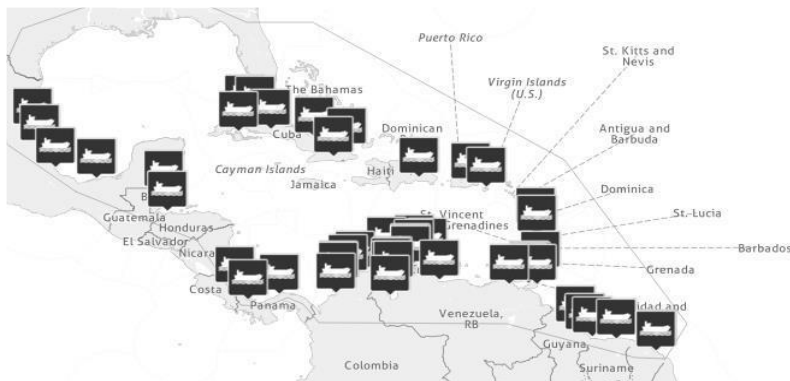 Puerto Rico
St. Kitts and
Nevis
Virgin Islands
(U.S.)
The Bahamas
Antigua and
Barbuda
Cuba
Dominican
Cayman Islands
Haiti
Jamaica
Dominica
St. Vincent
Grenadines
St. Lucia
Guatemala
Honduras
El Salvador
Barbados
Grenada
Costa
Panama
Venezuela,
RB
Guyana
Colombia
Suriname